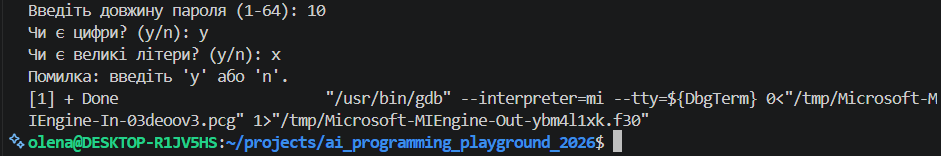 Введіть довжину пароля (1-64): 10
Чи є цифри? (y/n): y
Чи є великі літери? (y/n): x
Помилка: введіть 'y' або 'n'.
[1] + Done                       "/usr/bin/gdb" --interpreter=mi --tty=${DbgTerm} 0<"/tmp/Microsoft-M
IEngine-In-03deoov3.pcg" 1>"/tmp/Microsoft-MIEngine-Out-ybm4l1xk.f30"
olena@DESKTOP-R1JV5HS:~/projects/ai_programming_playground_2026$